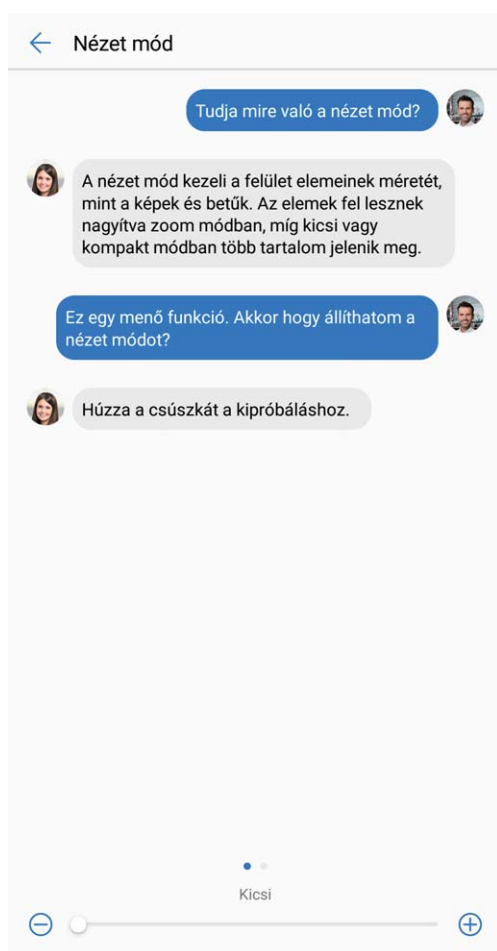 Nézet mód
Tudja mire való a nézet mód?
A nézet mód kezeli a felület elemeinek méretét,
mint a képek és betűk. Az elemek fel lesznek
nagyítva zoom módban, míg kicsi vagy
kompakt módban több tartalom jelenik meg.
Ez egy menő funkció. Akkor hogy állíthatom a
nézet módot?
Húzza a csúszkát a kipróbáláshoz.
Kicsi